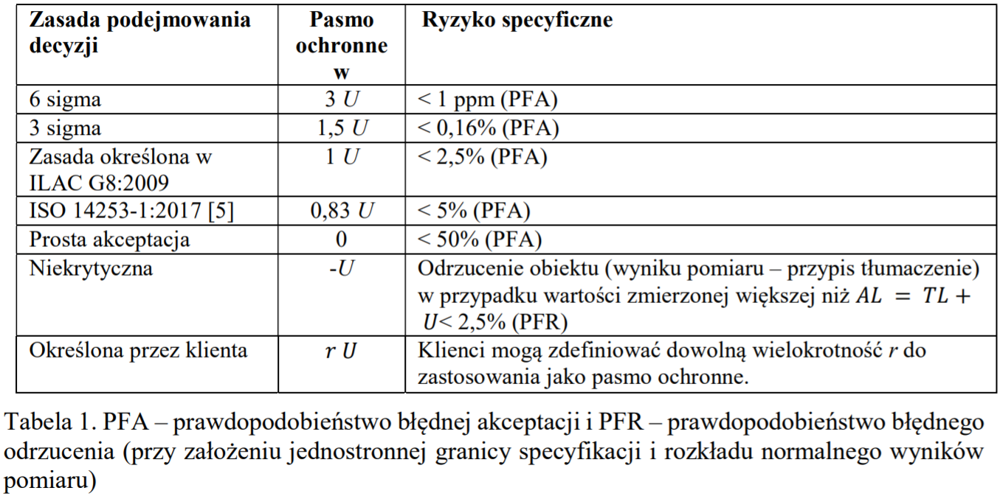 Zasada podejmowania decyzji | Pasmo ochronne w | Ryzyko specyficzne
6 sigma | 3 U | < 1 ppm (PFA)
3 sigma | 1,5 U | < 0,16% (PFA)
Zasada określona w ILAC G8:2009 | 1 U | < 2,5% (PFA)
ISO 14253-1:2017 [5] | 0,83 U | < 5% (PFA)
Prosta akceptacja | 0 | < 50% (PFA)
Niekrytyczna | -U | Odrzucenie obiektu (wyniku pomiaru – przypis tłumaczenie)
w przypadku wartości zmierzonej większej niż AL = TL +
U< 2,5% (PFR)
Określona przez klienta | r U | Klienci mogą zdefiniować dowolną wielokrotność r do
zastosowania jako pasmo ochronne.
Tabela 1. PFA – prawdopodobieństwo błędnej akceptacji i PFR – prawdopodobieństwo błędnego
odrzucenia (przy założeniu jednostronnej granicy specyfikacji i rozkładu normalnego wyników
pomiaru)